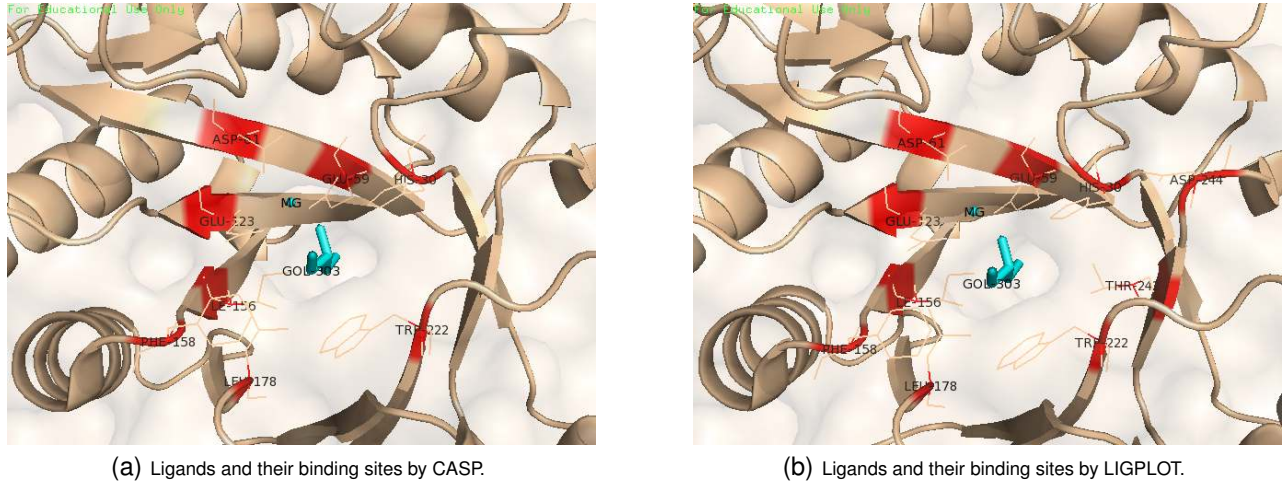 For Educational Use Only
ASP-61
GLU-59
HIS-30
MG
GLU-123
GOL-303
PHE-158
TRP-222
LEU-178
(a) Ligands and their binding sites by CASP.
For Educational Use Only
ASP-61
GLU-59
HIS-30
ASP-244
GLU-123
MG
GOL-303
THR-243
PHE-158
TRP-222
LEU-178
(b) Ligands and their binding sites by LIGPLOT.